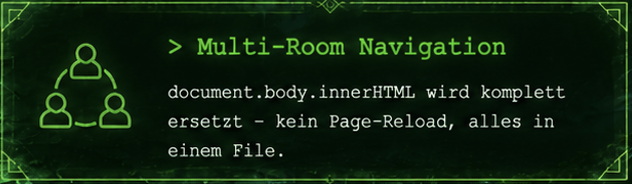 > Multi-Room Navigation
document.body.innerHTML wird komplett
ersetzt – kein Page-Reload, alles in
einem File.